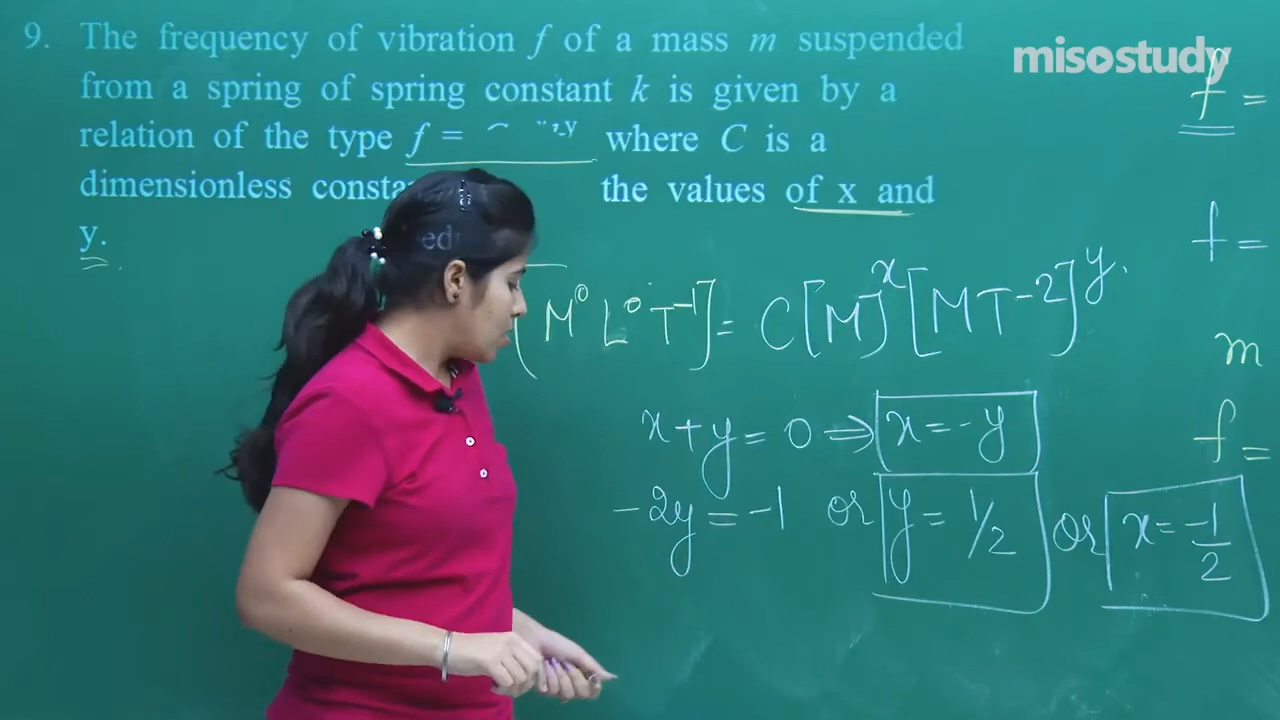 9. The frequency of vibration f of a mass m suspended
misostudy
from a spring of spring constant k is given by a
relation of the type f = where C is a
dimensionless the values of x and
y.
f =
f =
m
f =
[M⁰ L⁰ T⁻¹] = C[M]ˣ[MT-2]ʸ.
x+y = 0 ⇒ x = -y
-2y = -1 or y = 1/2 or x = -1/2